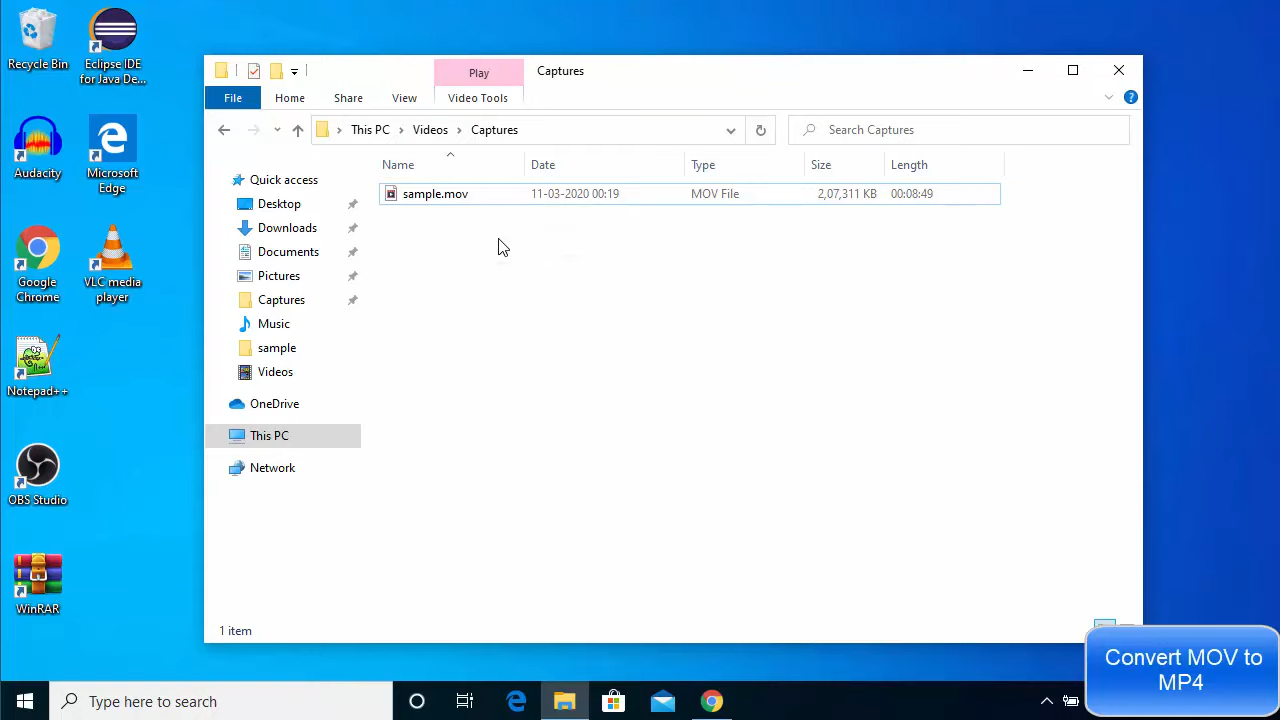 Recycle Bin
Eclipse IDE
for Java De...
Audacity
Microsoft
Edge
Google
Chrome
VLC media
player
Notepad++
OBS Studio
WinRAR
Play
Captures
File
Home
Share
View
Video Tools
This PC
Videos
Captures
Search Captures
Name
Date
Type
Size
Length
sample.mov
11-03-2020 00:19
MOV File
2,07,311 KB
00:08:49
Quick access
Desktop
Downloads
Documents
Pictures
Captures
Music
sample
Videos
OneDrive
This PC
Network
1 item
Convert MOV to
MP4
Type here to search